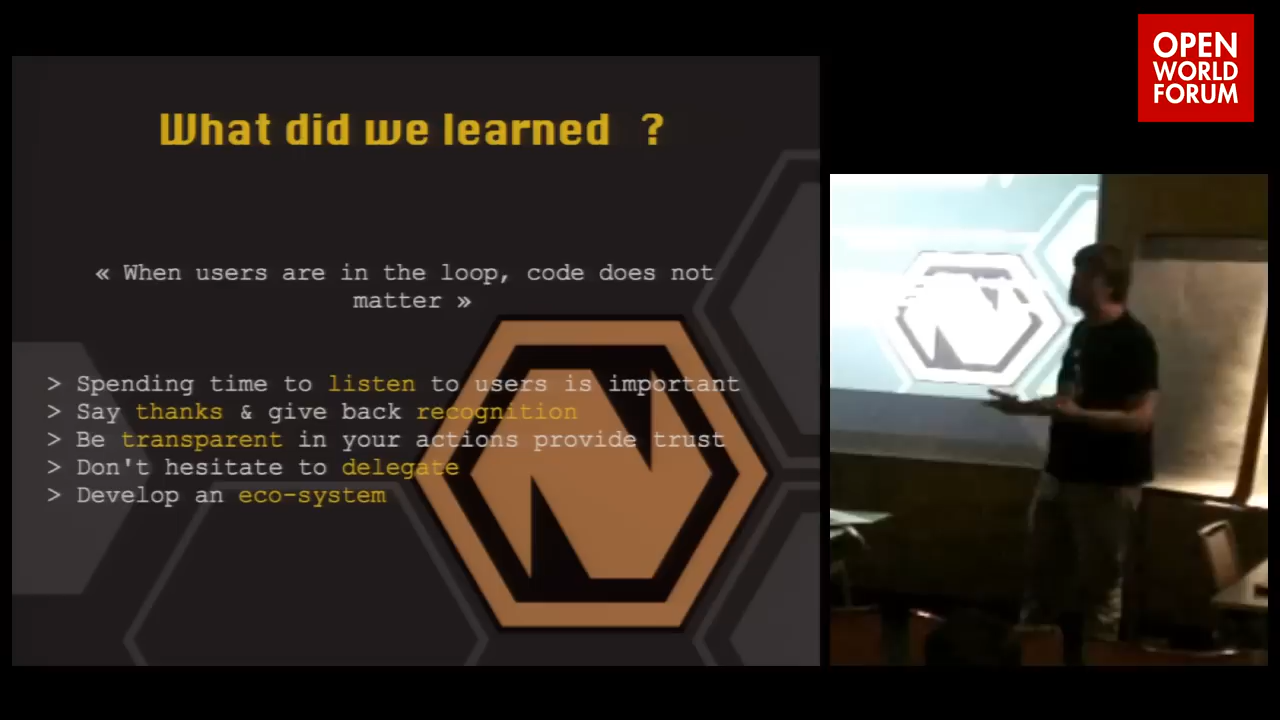 OPEN
WORLD
FORUM
What did we learned ?
« When users are in the loop, code does not
matter »
> Spending time to listen to users is important
> Say thanks & give back recognition
> Be transparent in your actions provide trust
> Don't hesitate to delegate
> Develop an eco-system